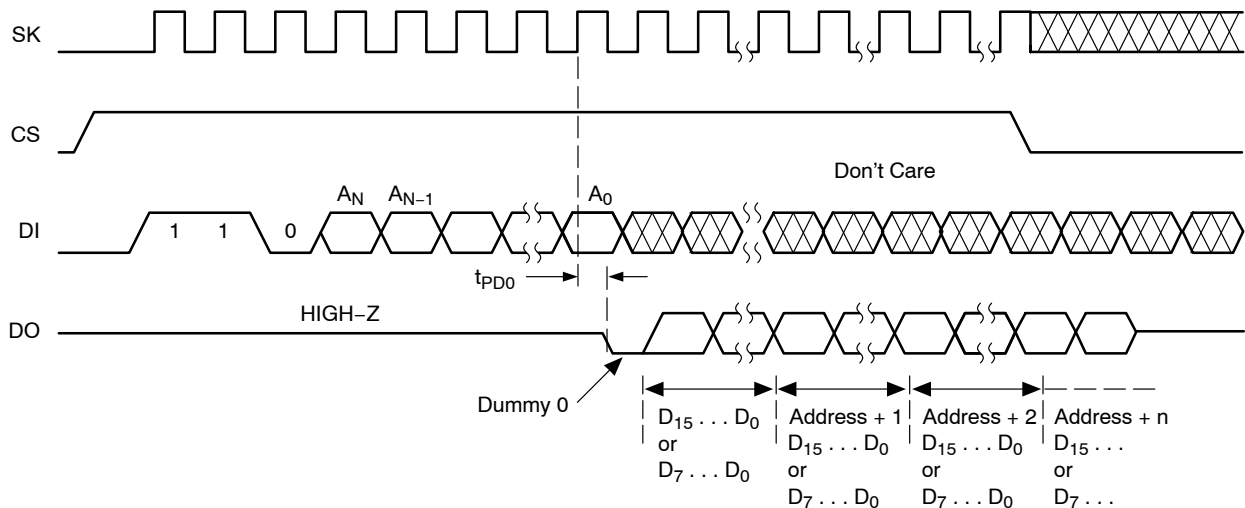 SK
CS
Don't Care
A_N A_N–1 A_0
DI 1 1 0
t_PD0
HIGH–Z
DO
Dummy 0
D_15 . . . D_0
or
D_7 . . . D_0
Address + 1
D_15 . . . D_0
or
D_7 . . . D_0
Address + 2
D_15 . . . D_0
or
D_7 . . . D_0
Address + n
D_15 . . .
or
D_7 . . .